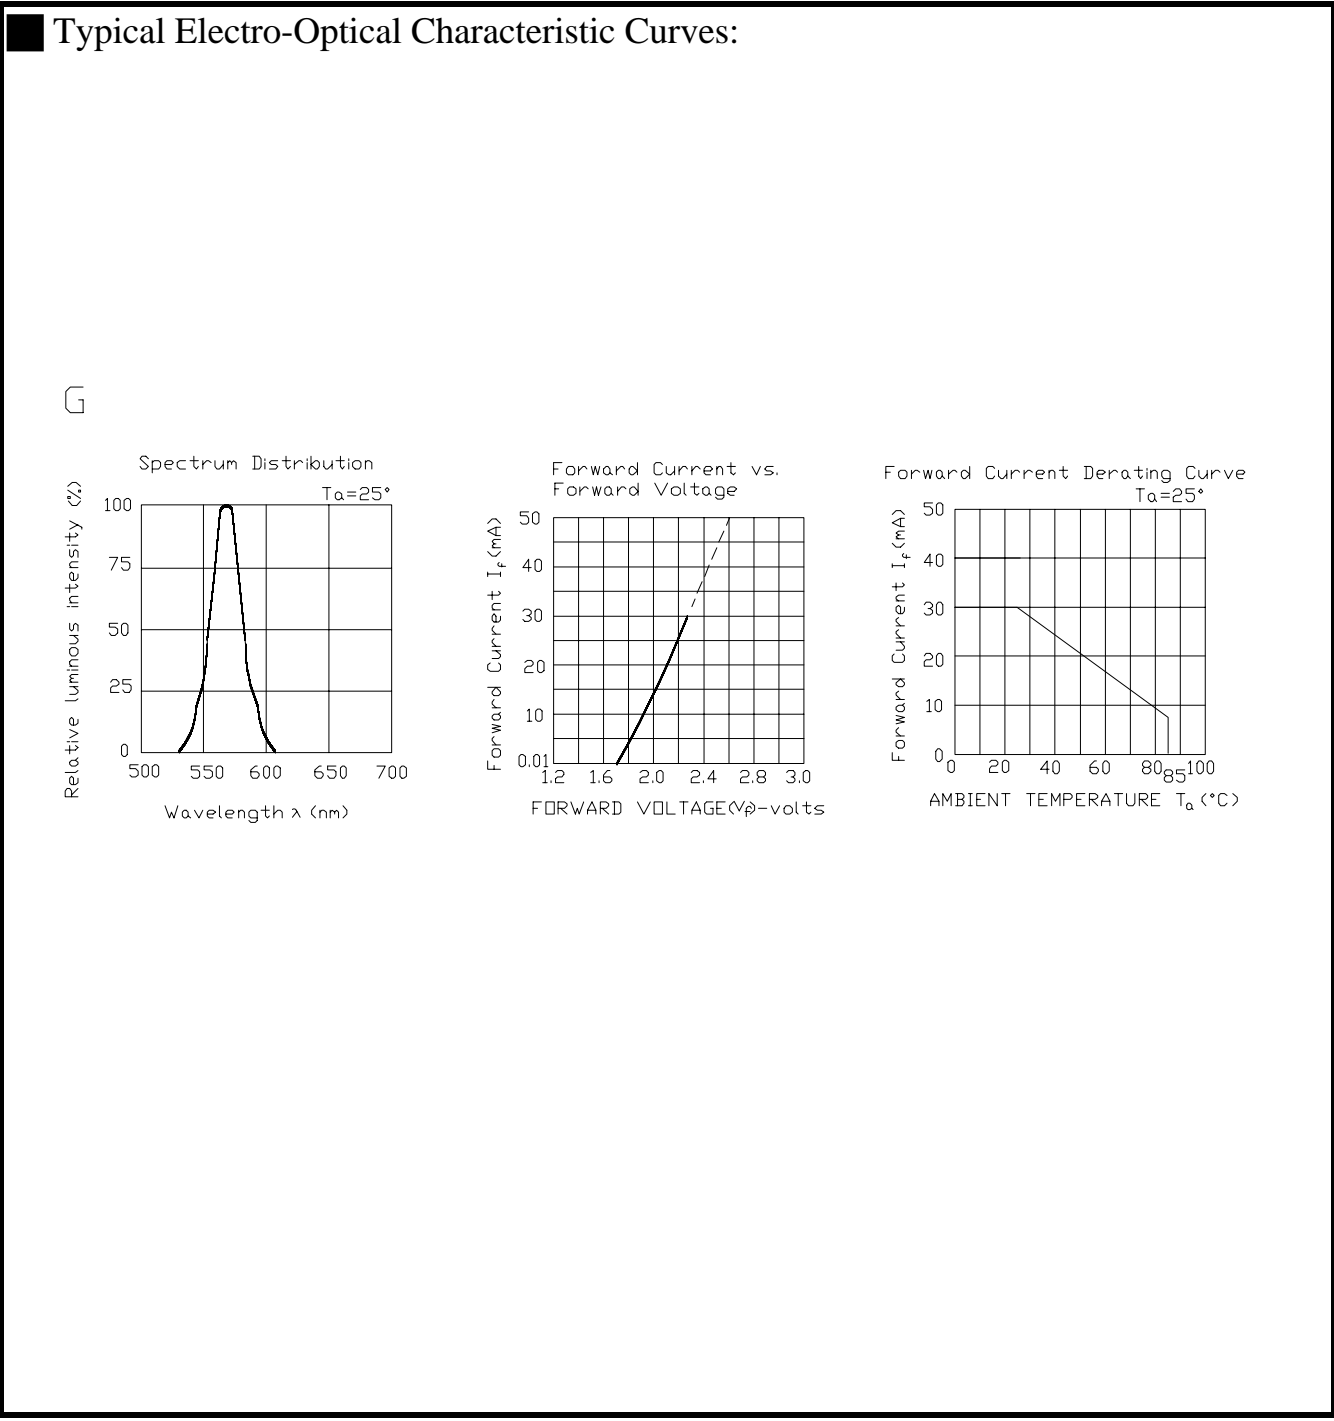 Typical Electro-Optical Characteristic Curves:
G
Spectrum Distribution
Ta=25°
Relative luminous intensity (%)
100
75
50
25
0
500 550 600 650 700
Wavelength λ (nm)
Forward Current vs.
Forward Voltage
Forward Current If (mA)
50
40
30
20
10
0.01
1.2 1.6 2.0 2.4 2.8 3.0
FORWARD VOLTAGE(Vf)-volts
Forward Current Derating Curve
Ta=25°
Forward Current If (mA)
50
40
30
20
10
0
0 20 40 60 80 85 100
AMBIENT TEMPERATURE Ta (°C)